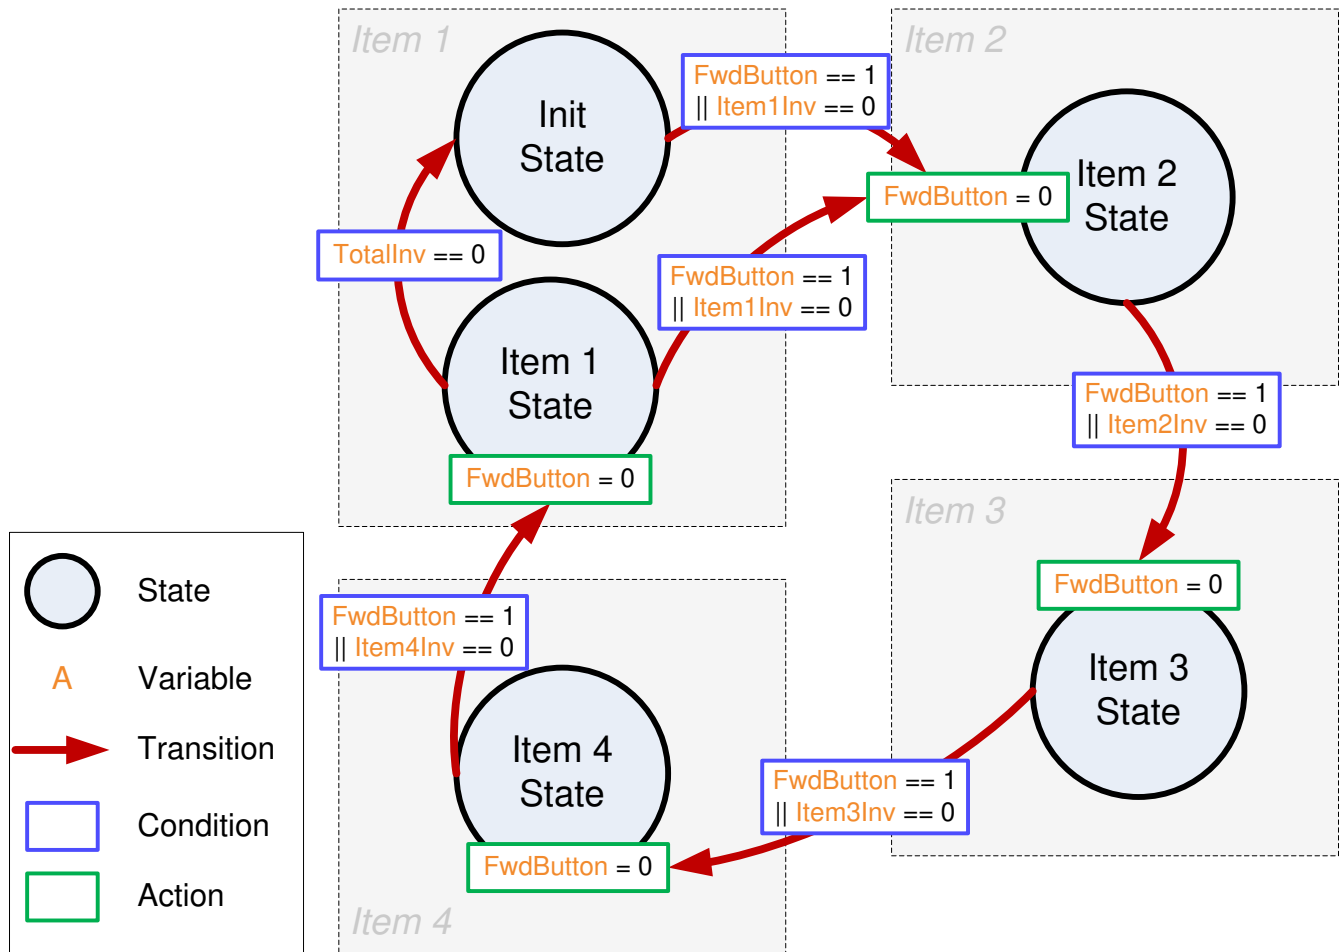 Item 1
Init
State
FwdButton == 1
|| Item1Inv == 0
Item 2
Item 2
State
FwdButton = 0
TotalInv == 0
FwdButton == 1
|| Item1Inv == 0
Item 1
State
FwdButton = 0
FwdButton == 1
|| Item2Inv == 0
Item 3
FwdButton = 0
Item 3
State
FwdButton == 1
|| Item3Inv == 0
FwdButton == 1
|| Item4Inv == 0
Item 4
State
FwdButton = 0
Item 4
State
A Variable
Transition
Condition
Action